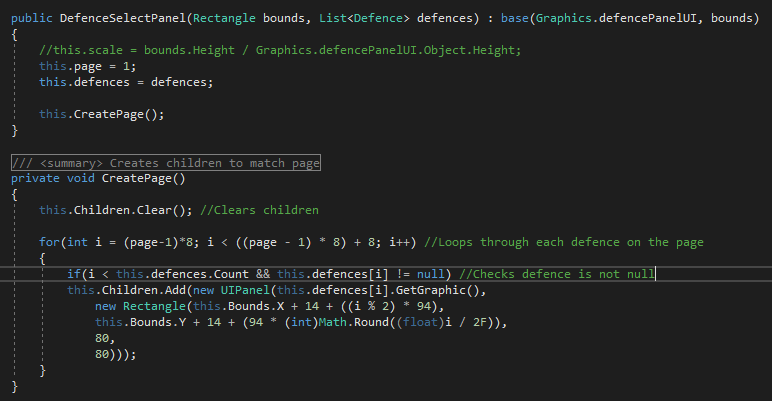 public DefenceSelectPanel(Rectangle bounds, List<Defence> defences) : base(Graphics.defencePanelUI, bounds)
{
    //this.scale = bounds.Height / Graphics.defencePanelUI.Object.Height;
    this.page = 1;
    this.defences = defences;

    this.CreatePage();
}

/// <summary> Creates children to match page
private void CreatePage()
{
    this.Children.Clear(); //Clears children

    for(int i = (page-1)*8; i < ((page - 1) * 8) + 8; i++) //Loops through each defence on the page
    {
        if(i < this.defences.Count && this.defences[i] != null) //Checks defence is not null
        this.Children.Add(new UIPanel(this.defences[i].GetGraphic(),
            new Rectangle(this.Bounds.X + 14 + ((i % 2) * 94),
            this.Bounds.Y + 14 + (94 * (int)Math.Round((float)i / 2F)),
            80,
            80)));
    }
}